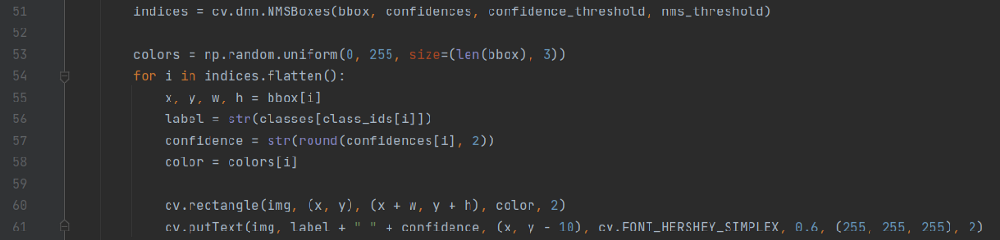 51 indices = cv.dnn.NMSBoxes(bbox, confidences, confidence_threshold, nms_threshold)
52
53 colors = np.random.uniform(0, 255, size=(len(bbox), 3))
54 for i in indices.flatten():
55 x, y, w, h = bbox[i]
56 label = str(classes[class_ids[i]])
57 confidence = str(round(confidences[i], 2))
58 color = colors[i]
59
60 cv.rectangle(img, (x, y), (x + w, y + h), color, 2)
61 cv.putText(img, label + " " + confidence, (x, y - 10), cv.FONT_HERSHEY_SIMPLEX, 0.6, (255, 255, 255), 2)